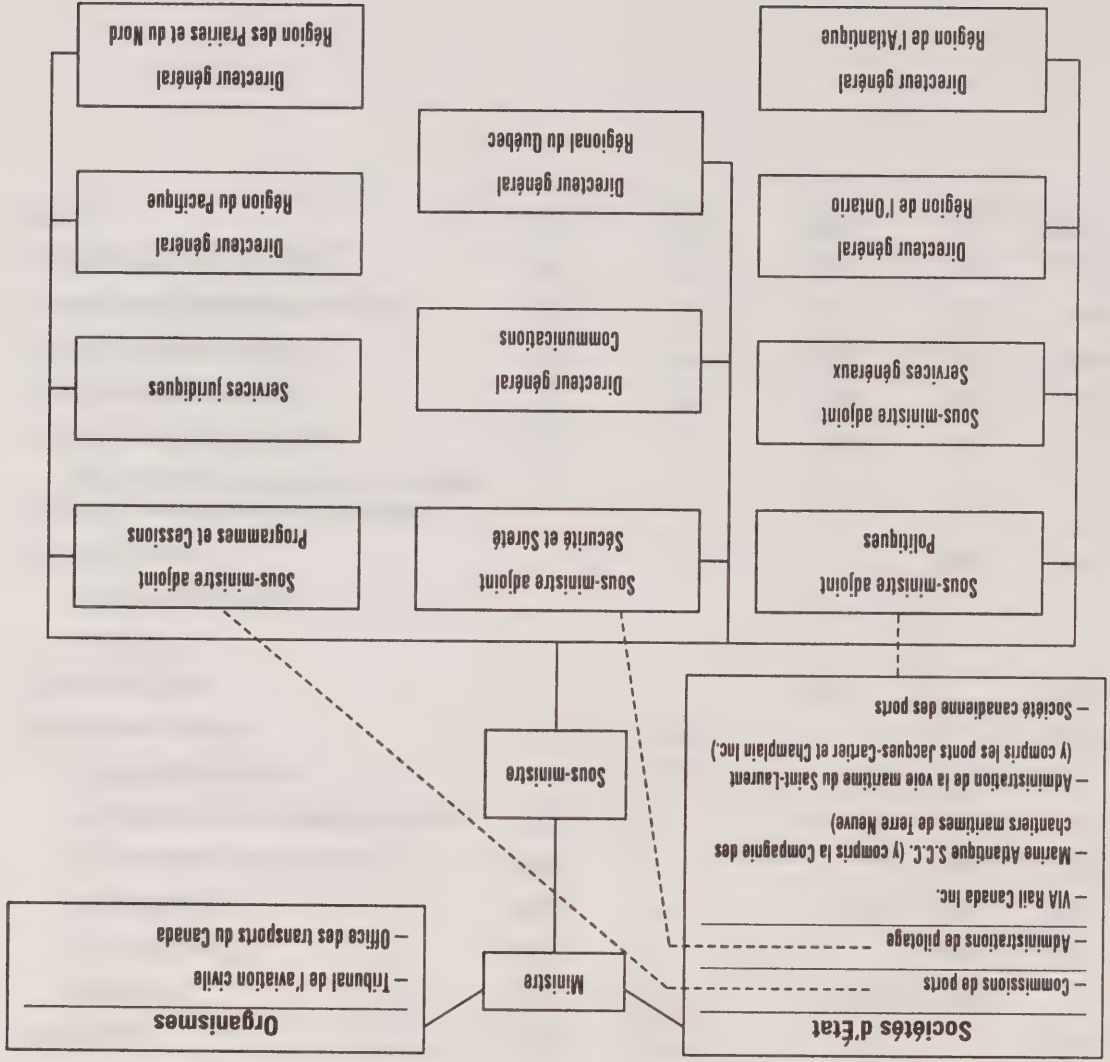 Sociétés d'État
– Commissions de ports
– Administrations de pilotage
– VIA Rail Canada Inc.
– Marine Atlantique S.C.C. (y compris la Compagnie des
chantiers maritimes de Terre Neuve)
– Administration de la voie maritime du Saint-Laurent
(y compris les ponts Jacques-Cartier et Champlain Inc.)
– Société canadienne des ports
Ministre
Organismes
– Tribunal de l'aviation civile
– Office des transports du Canada
Sous-ministre
Sous-ministre adjoint
Politiques
Sous-ministre adjoint
Sécurité et Sûreté
Sous-ministre adjoint
Programmes et Cessions
Sous-ministre adjoint
Services généraux
Directeur général
Communications
Services juridiques
Directeur général
Région de l'Ontario
Directeur général
Régional du Québec
Directeur général
Région du Pacifique
Directeur général
Région de l'Atlantique
Directeur général
Région des Prairies et du Nord